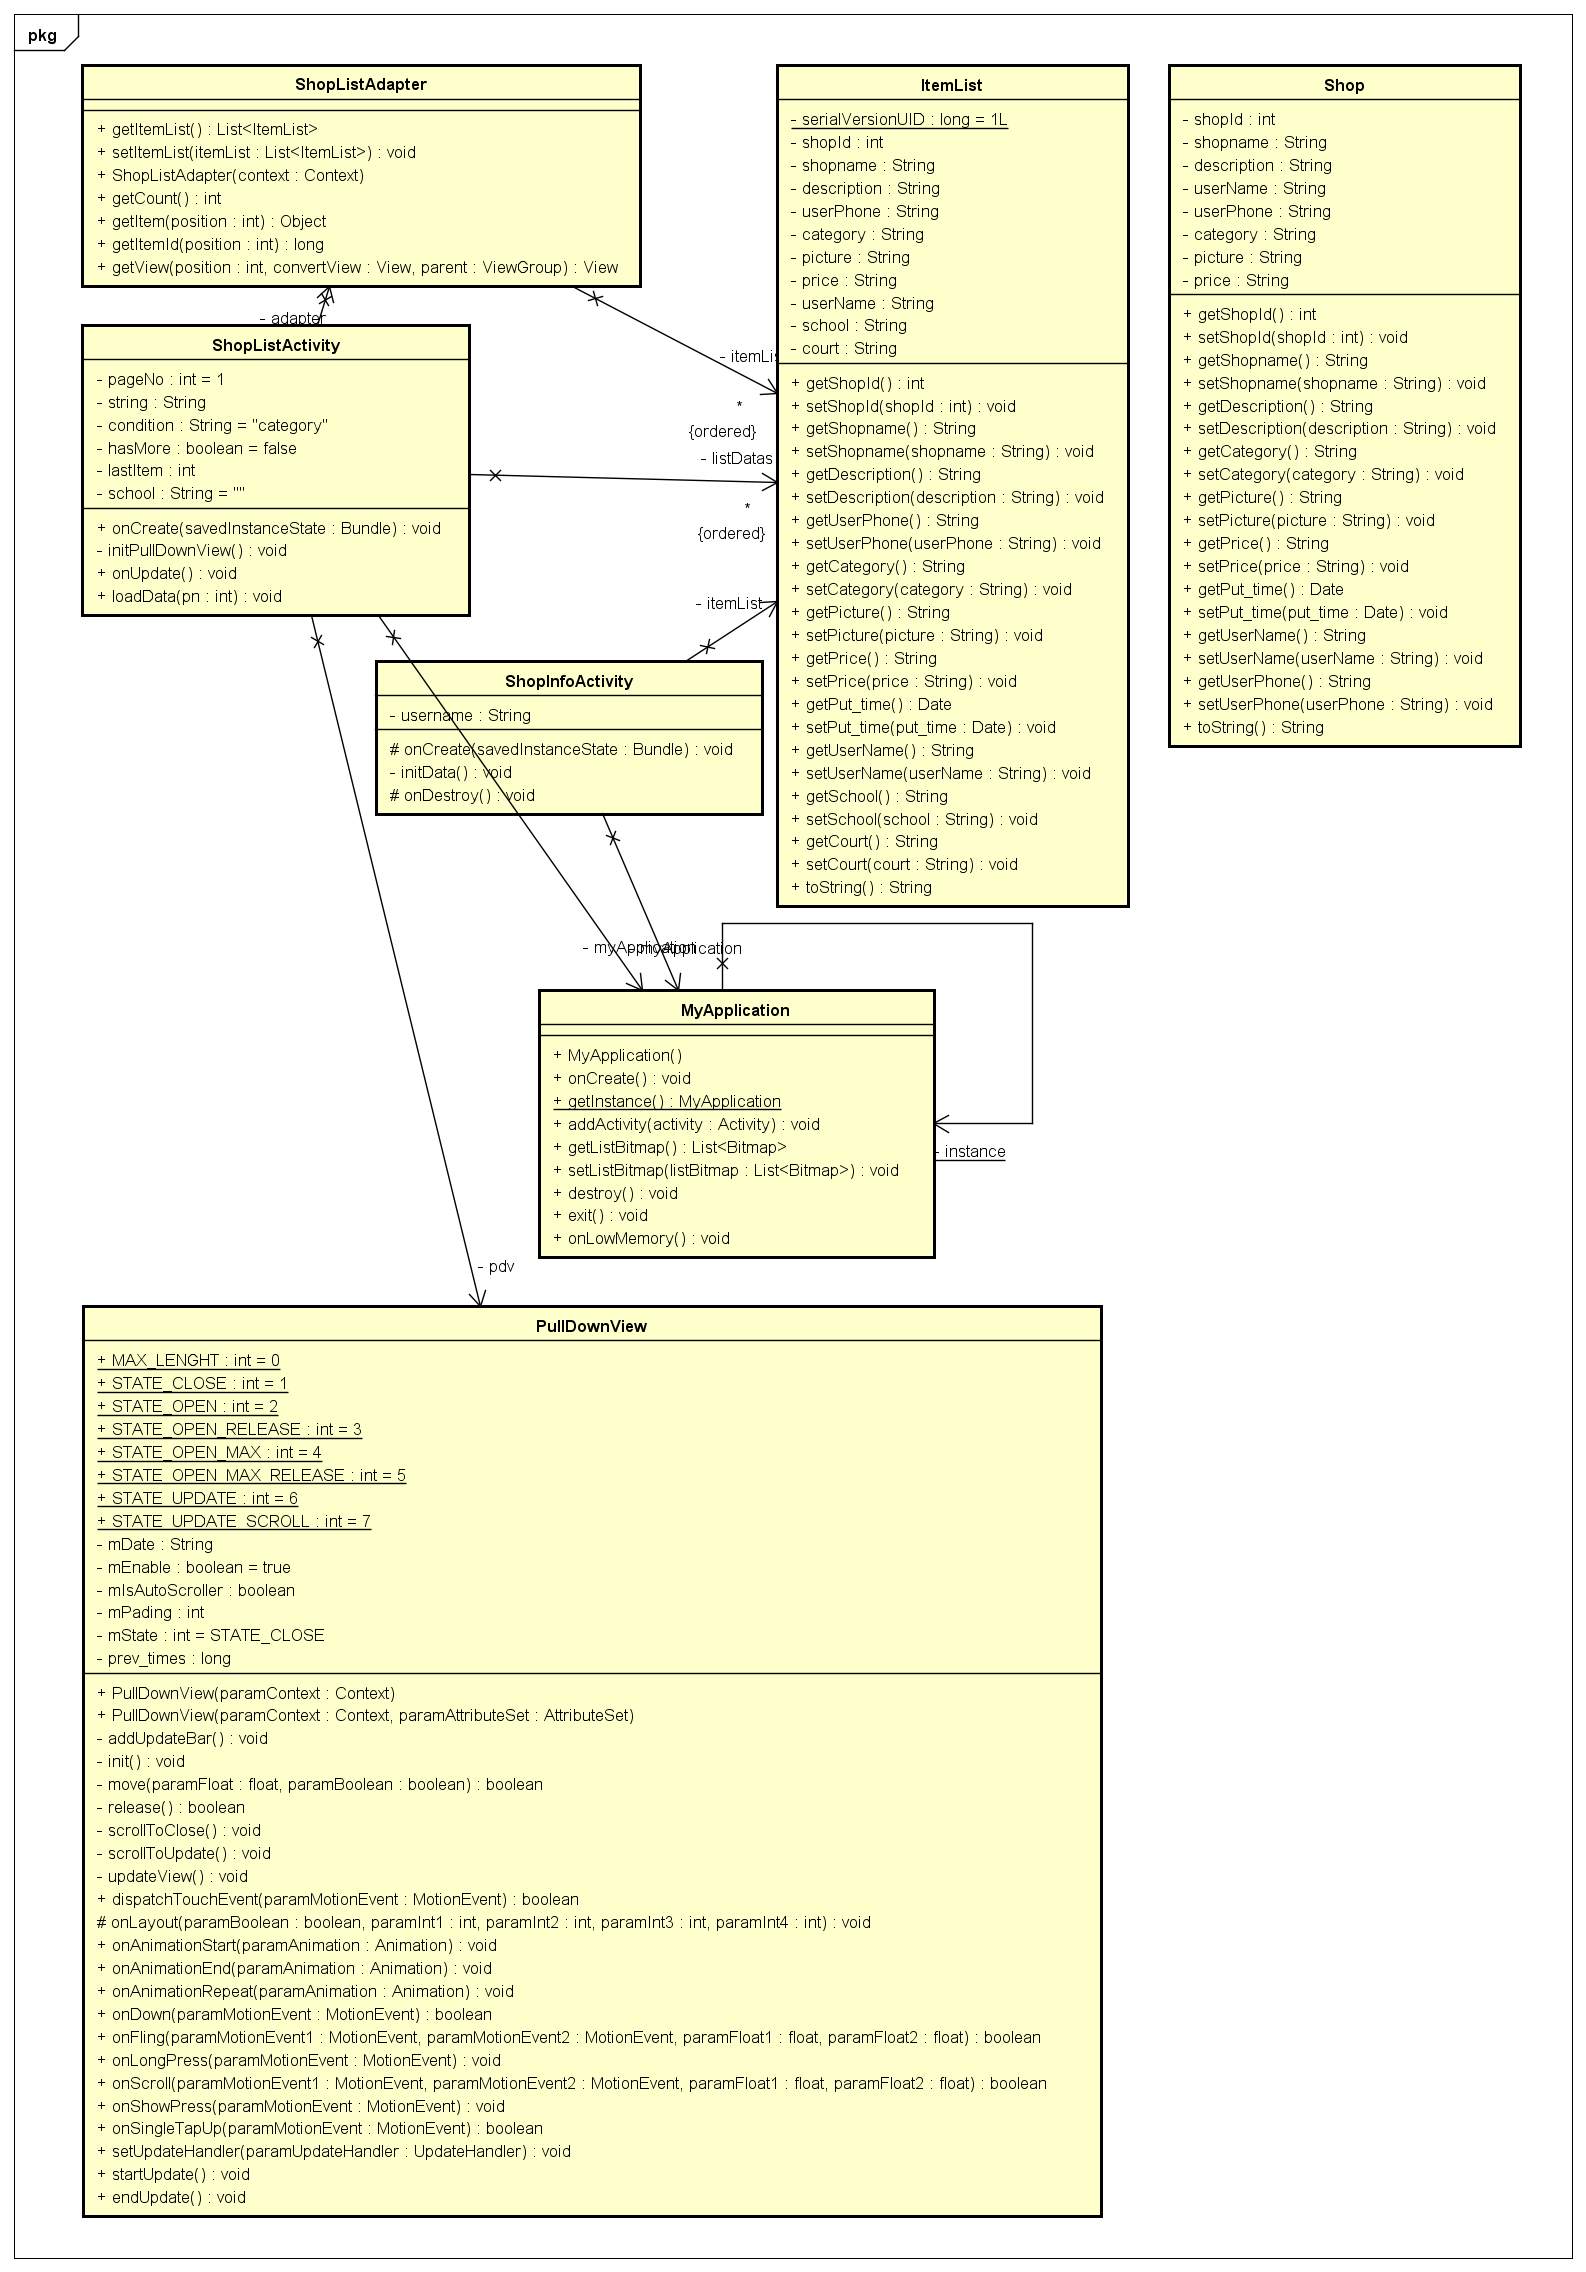 pkg
ShopListAdapter
+ getItemList() : List<ItemList>
+ setItemList(itemList : List<ItemList>) : void
+ ShopListAdapter(context : Context)
+ getCount() : int
+ getItem(position : int) : Object
+ getItemId(position : int) : long
+ getView(position : int, convertView : View, parent : ViewGroup) : View
- adapter
ShopListActivity
- pageNo : int = 1
- string : String
- condition : String = "category"
- hasMore : boolean = false
- lastItem : int
- school : String = ""
+ onCreate(savedInstanceState : Bundle) : void
- initPullDownView() : void
+ onUpdate() : void
+ loadData(pn : int) : void
- itemLis
*
{ordered}
- listDatas
*
{ordered}
- itemList
ShopInfoActivity
- username : String
# onCreate(savedInstanceState : Bundle) : void
- initData() : void
# onDestroy() : void
ItemList
- serialVersionUID : long = 1L
- shopId : int
- shopname : String
- description : String
- userPhone : String
- category : String
- picture : String
- price : String
- userName : String
- school : String
- court : String
+ getShopId() : int
+ setShopId(shopId : int) : void
+ getShopname() : String
+ setShopname(shopname : String) : void
+ getDescription() : String
+ setDescription(description : String) : void
+ getUserPhone() : String
+ setUserPhone(userPhone : String) : void
+ getCategory() : String
+ setCategory(category : String) : void
+ getPicture() : String
+ setPicture(picture : String) : void
+ getPrice() : String
+ setPrice(price : String) : void
+ getPut_time() : Date
+ setPut_time(put_time : Date) : void
+ getUserName() : String
+ setUserName(userName : String) : void
+ getSchool() : String
+ setSchool(school : String) : void
+ getCourt() : String
+ setCourt(court : String) : void
+ toString() : String
Shop
- shopId : int
- shopname : String
- description : String
- userName : String
- userPhone : String
- category : String
- picture : String
- price : String
+ getShopId() : int
+ setShopId(shopId : int) : void
+ getShopname() : String
+ setShopname(shopname : String) : void
+ getDescription() : String
+ setDescription(description : String) : void
+ getCategory() : String
+ setCategory(category : String) : void
+ getPicture() : String
+ setPicture(picture : String) : void
+ getPrice() : String
+ setPrice(price : String) : void
+ getPut_time() : Date
+ setPut_time(put_time : Date) : void
+ getUserName() : String
+ setUserName(userName : String) : void
+ getUserPhone() : String
+ setUserPhone(userPhone : String) : void
+ toString() : String
- myApplication
- myApplication
MyApplication
+ MyApplication()
+ onCreate() : void
+ getInstance() : MyApplication
+ addActivity(activity : Activity) : void
+ getListBitmap() : List<Bitmap>
+ setListBitmap(listBitmap : List<Bitmap>) : void
+ destroy() : void
+ exit() : void
+ onLowMemory() : void
- instance
- pdv
PullDownView
+ MAX_LENGHT : int = 0
+ STATE_CLOSE : int = 1
+ STATE_OPEN : int = 2
+ STATE_OPEN_RELEASE : int = 3
+ STATE_OPEN_MAX : int = 4
+ STATE_OPEN_MAX_RELEASE : int = 5
+ STATE_UPDATE : int = 6
+ STATE_UPDATE_SCROLL : int = 7
- mDate : String
- mEnable : boolean = true
- mIsAutoScroller : boolean
- mPading : int
- mState : int = STATE_CLOSE
- prev_times : long
+ PullDownView(paramContext : Context)
+ PullDownView(paramContext : Context, paramAttributeSet : AttributeSet)
- addUpdateBar() : void
- init() : void
- move(paramFloat : float, paramBoolean : boolean) : boolean
- release() : boolean
- scrollToClose() : void
- scrollToUpdate() : void
- updateView() : void
+ dispatchTouchEvent(paramMotionEvent : MotionEvent) : boolean
# onLayout(paramBoolean : boolean, paramInt1 : int, paramInt2 : int, paramInt3 : int, paramInt4 : int) : void
+ onAnimationStart(paramAnimation : Animation) : void
+ onAnimationEnd(paramAnimation : Animation) : void
+ onAnimationRepeat(paramAnimation : Animation) : void
+ onDown(paramMotionEvent : MotionEvent) : boolean
+ onFling(paramMotionEvent1 : MotionEvent, paramMotionEvent2 : MotionEvent, paramFloat1 : float, paramFloat2 : float) : boolean
+ onLongPress(paramMotionEvent : MotionEvent) : void
+ onScroll(paramMotionEvent1 : MotionEvent, paramMotionEvent2 : MotionEvent, paramFloat1 : float, paramFloat2 : float) : boolean
+ onShowPress(paramMotionEvent : MotionEvent) : void
+ onSingleTapUp(paramMotionEvent : MotionEvent) : boolean
+ setUpdateHandler(paramUpdateHandler : UpdateHandler) : void
+ startUpdate() : void
+ endUpdate() : void